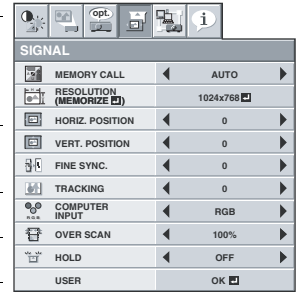 opt.
i
SIGNAL
MEMORY CALL AUTO
RESOLUTION
(MEMORIZE ↵) 1024x768 ↵
HORIZ. POSITION 0
VERT. POSITION 0
FINE SYNC. 0
TRACKING 0
COMPUTER
INPUT RGB
OVER SCAN 100%
HOLD OFF
USER OK ↵